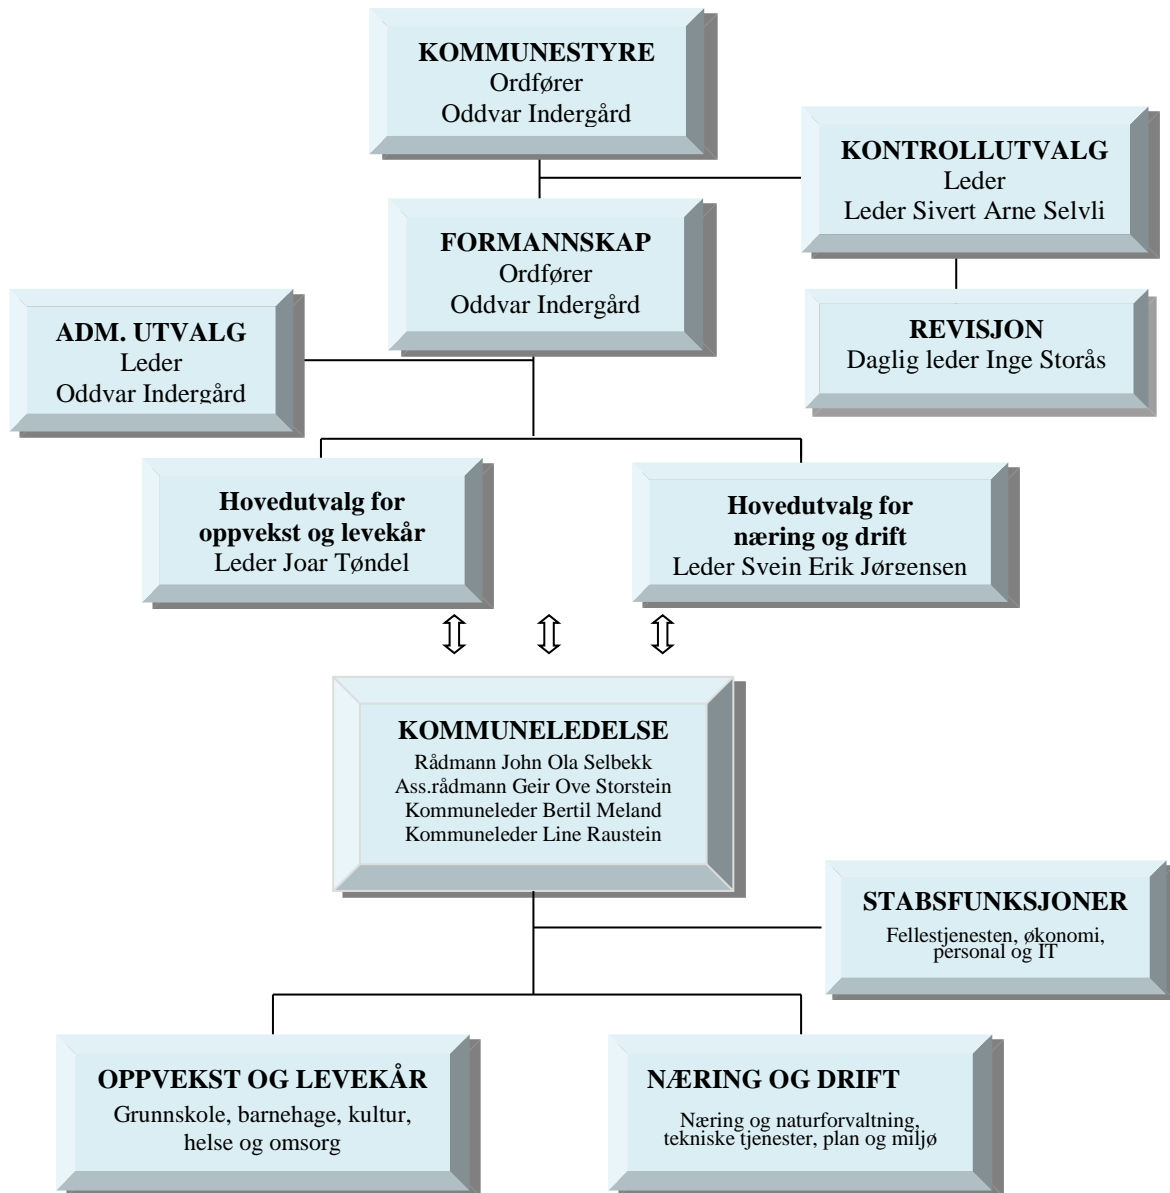 KOMMUNESTYRE
Ordfører
Oddvar Indergård
KONTROLLUTVALG
Leder
Leder Sivert Arne Selvli
FORMANNSKAP
Ordfører
Oddvar Indergård
ADM. UTVALG
Leder
Oddvar Indergård
REVISJON
Daglig leder Inge Storås
Hovedutvalg for
oppvekst og levekår
Leder Joar Tøndel
Hovedutvalg for
næring og drift
Leder Svein Erik Jørgensen
KOMMUNELEDELSE
Rådmann John Ola Selbekk
Ass.rådmann Geir Ove Storstein
Kommuneleder Bertil Meland
Kommuneleder Line Raustein
STABSFUNKSJONER
Fellestjenesten, økonomi,
personal og IT
OPPVEKST OG LEVEKÅR
Grunnskole, barnehage, kultur,
helse og omsorg
NÆRING OG DRIFT
Næring og naturforvaltning,
tekniske tjenester, plan og miljø